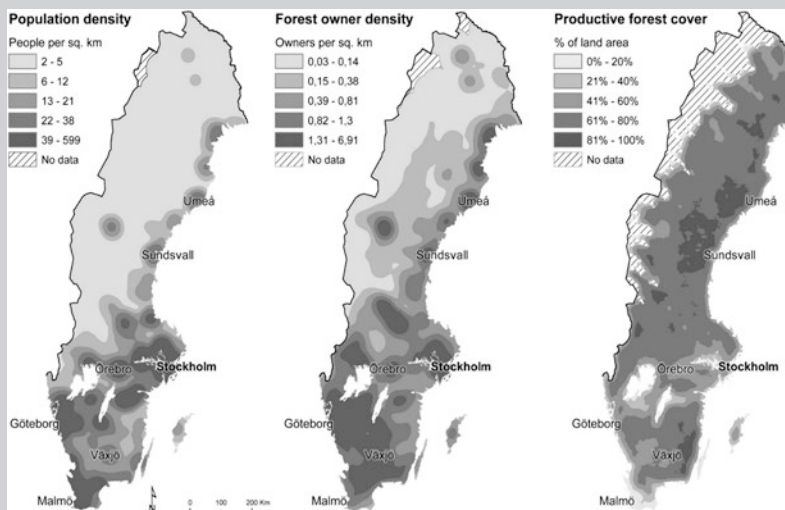 Population density
People per sq. km
2 - 5
6 - 12
13 - 21
22 - 38
39 - 599
No data
Umeå
Sundsvall
Örebro
Stockholm
Göteborg
Växjö
Malmö
0 100 200 Km
Forest owner density
Owners per sq. km
0,03 - 0,14
0,15 - 0,38
0,39 - 0,81
0,82 - 1,3
1,31 - 6,91
No data
Umeå
Sundsvall
Örebro
Stockholm
Göteborg
Växjö
Malmö
Productive forest cover
% of land area
0% - 20%
21% - 40%
41% - 60%
61% - 80%
81% - 100%
No data
Umeå
Sundsvall
Örebro
Stockholm
Göteborg
Växjö
Malmö